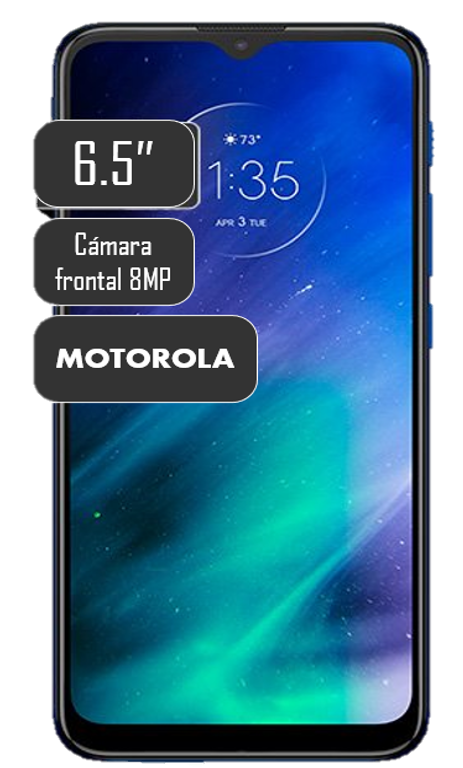 73°
1:35
APR 3 TUE
6.5"
Cámara
frontal 8MP
MOTOROLA